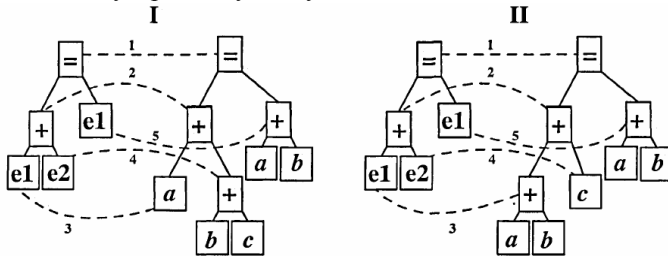 I II
= 1 = = 1 =
2 2
e1 e1
+ + + + + +
5 5
e1 e2 4 a b e1 e2 4 a b
a + + c
3 3
b c a b